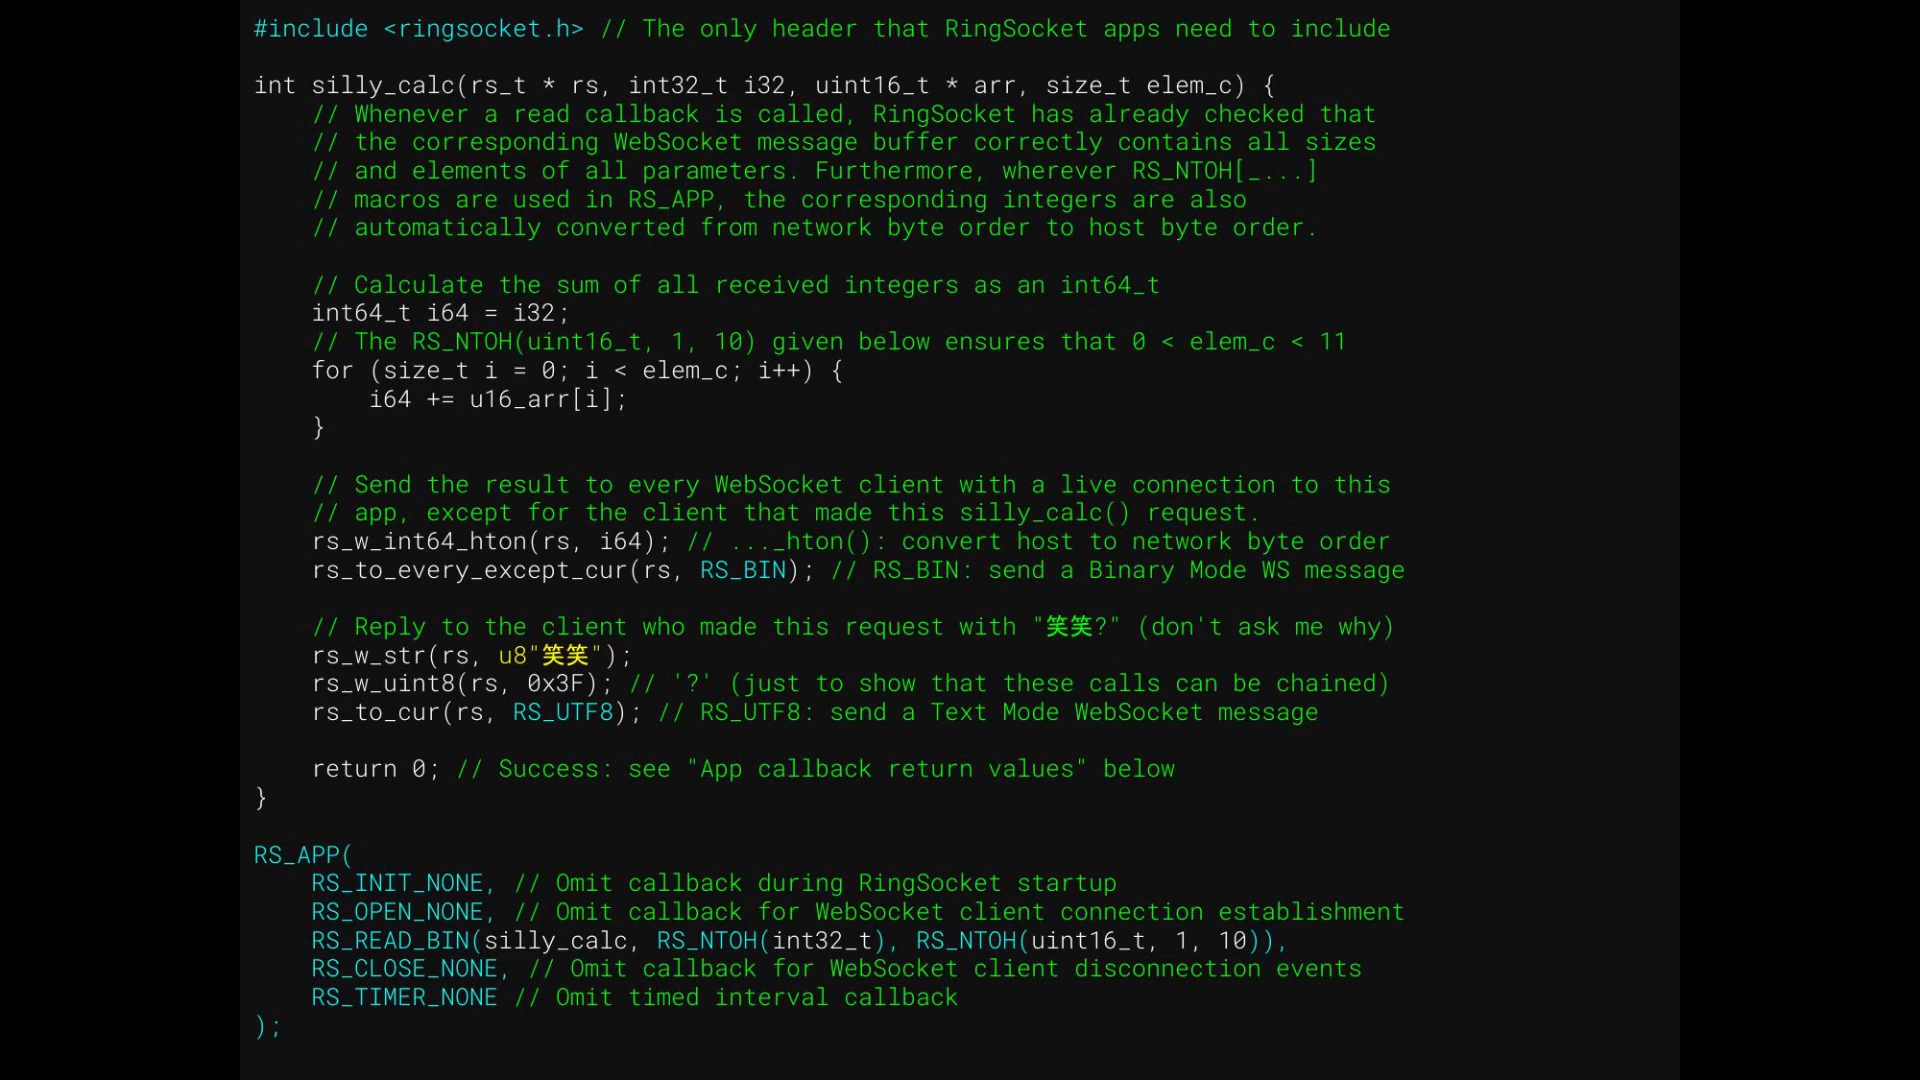 #include <ringsocket.h> // The only header that RingSocket apps need to include

int silly_calc(rs_t * rs, int32_t i32, uint16_t * arr, size_t elem_c) {
    // Whenever a read callback is called, RingSocket has already checked that
    // the corresponding WebSocket message buffer correctly contains all sizes
    // and elements of all parameters. Furthermore, wherever RS_NTOH[_...]
    // macros are used in RS_APP, the corresponding integers are also
    // automatically converted from network byte order to host byte order.

    // Calculate the sum of all received integers as an int64_t
    int64_t i64 = i32;
    // The RS_NTOH(uint16_t, 1, 10) given below ensures that 0 < elem_c < 11
    for (size_t i = 0; i < elem_c; i++) {
        i64 += u16_arr[i];
    }

    // Send the result to every WebSocket client with a live connection to this
    // app, except for the client that made this silly_calc() request.
    rs_w_int64_hton(rs, i64); // ..._hton(): convert host to network byte order
    rs_to_every_except_cur(rs, RS_BIN); // RS_BIN: send a Binary Mode WS message

    // Reply to the client who made this request with "笑笑?" (don't ask me why)
    rs_w_str(rs, u8"笑笑");
    rs_w_uint8(rs, 0x3F); // '?' (just to show that these calls can be chained)
    rs_to_cur(rs, RS_UTF8); // RS_UTF8: send a Text Mode WebSocket message

    return 0; // Success: see "App callback return values" below
}

RS_APP(
    RS_INIT_NONE, // Omit callback during RingSocket startup
    RS_OPEN_NONE, // Omit callback for WebSocket client connection establishment
    RS_READ_BIN(silly_calc, RS_NTOH(int32_t), RS_NTOH(uint16_t, 1, 10)),
    RS_CLOSE_NONE, // Omit callback for WebSocket client disconnection events
    RS_TIMER_NONE // Omit timed interval callback
);